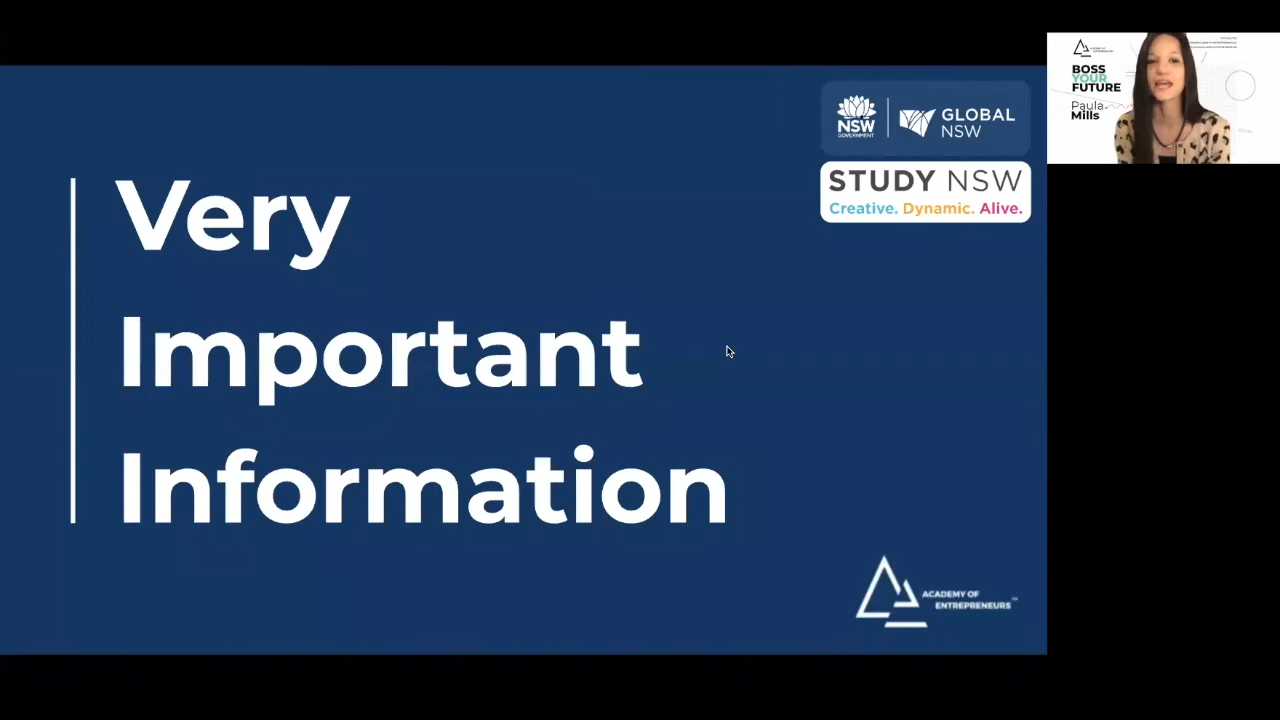 Very
Important
Information
NSW
GOVERNMENT
GLOBAL
NSW
STUDY NSW
Creative. Dynamic. Alive.
ACADEMY OF
ENTREPRENEURS™
BOSS
YOUR
FUTURE
Paula
Mills